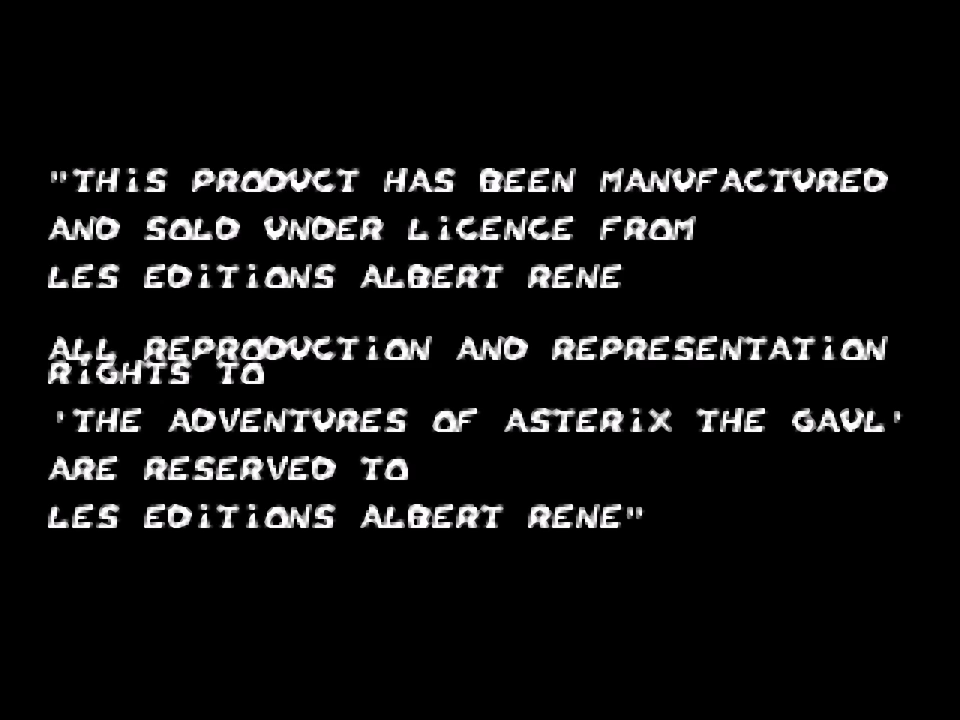 "THiS PRODUCT HAS BEEN MANUFACTURED
AND SOLD UNDER LiCENCE FROM
LES EDiTiONS ALBERT RENE
ALL REPRODUCTiON AND REPRESENTATiON
RiGHTS TO
'THE ADVENTURES OF ASTERiX THE GAUL'
ARE RESERVED TO
LES EDiTiONS ALBERT RENE"